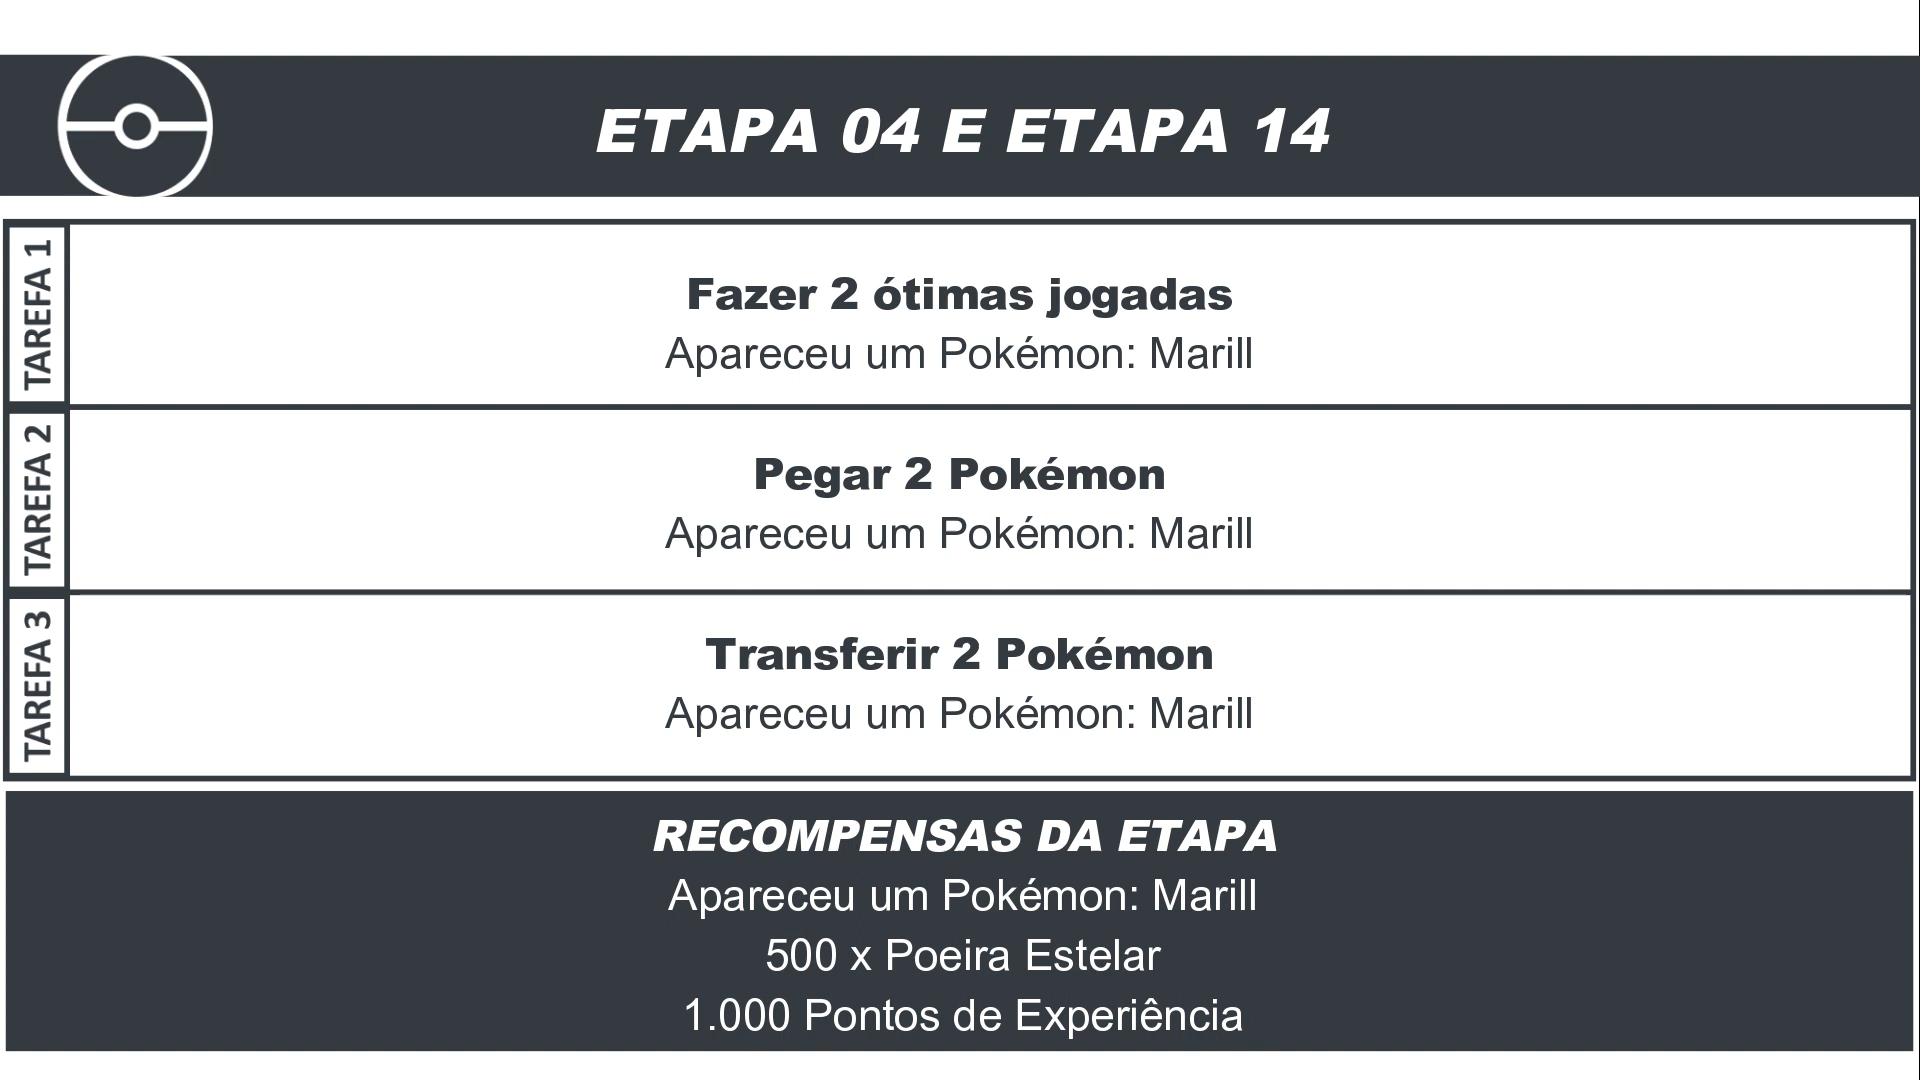 ETAPA 04 E ETAPA 14
TAREFA 1
Fazer 2 ótimas jogadas
Apareceu um Pokémon: Marill
TAREFA 2
Pegar 2 Pokémon
Apareceu um Pokémon: Marill
TAREFA 3
Transferir 2 Pokémon
Apareceu um Pokémon: Marill
RECOMPENSAS DA ETAPA
Apareceu um Pokémon: Marill
500 x Poeira Estelar
1.000 Pontos de Experiência